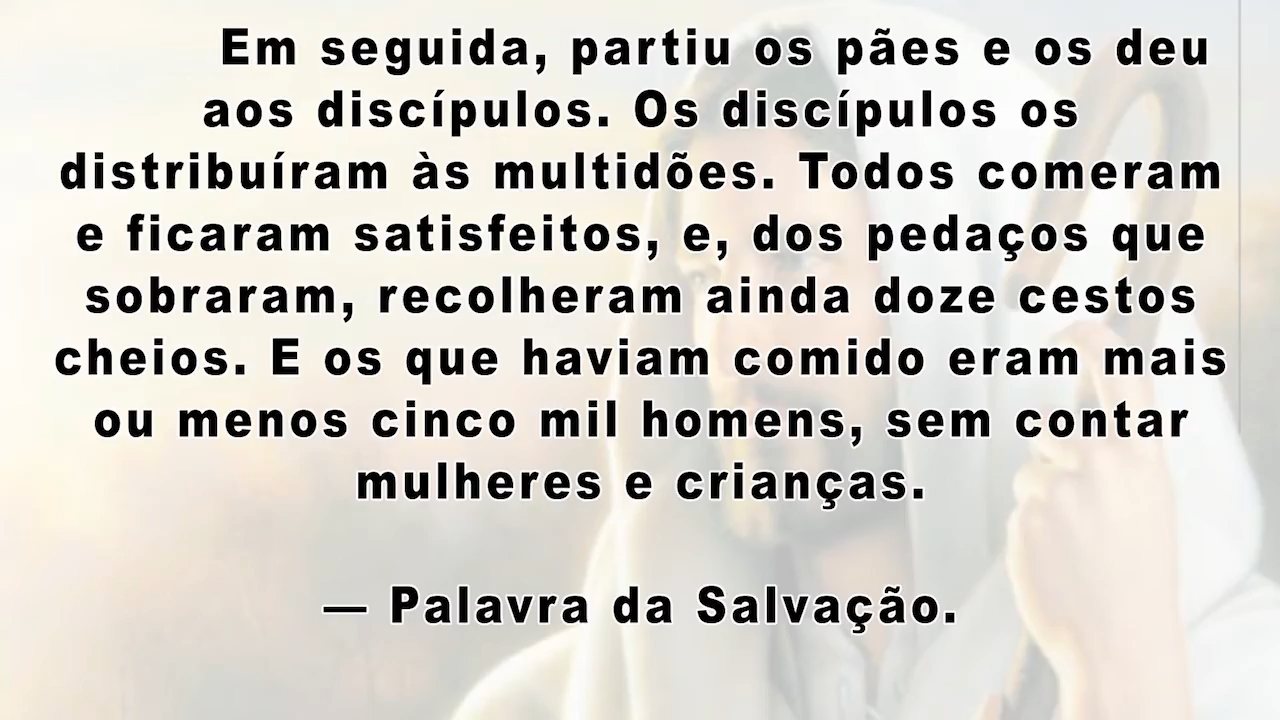 Em seguida, partiu os pães e os deu
aos discípulos. Os discípulos os
distribuíram às multidões. Todos comeram
e ficaram satisfeitos, e, dos pedaços que
sobraram, recolheram ainda doze cestos
cheios. E os que haviam comido eram mais
ou menos cinco mil homens, sem contar
mulheres e crianças.
— Palavra da Salvação.